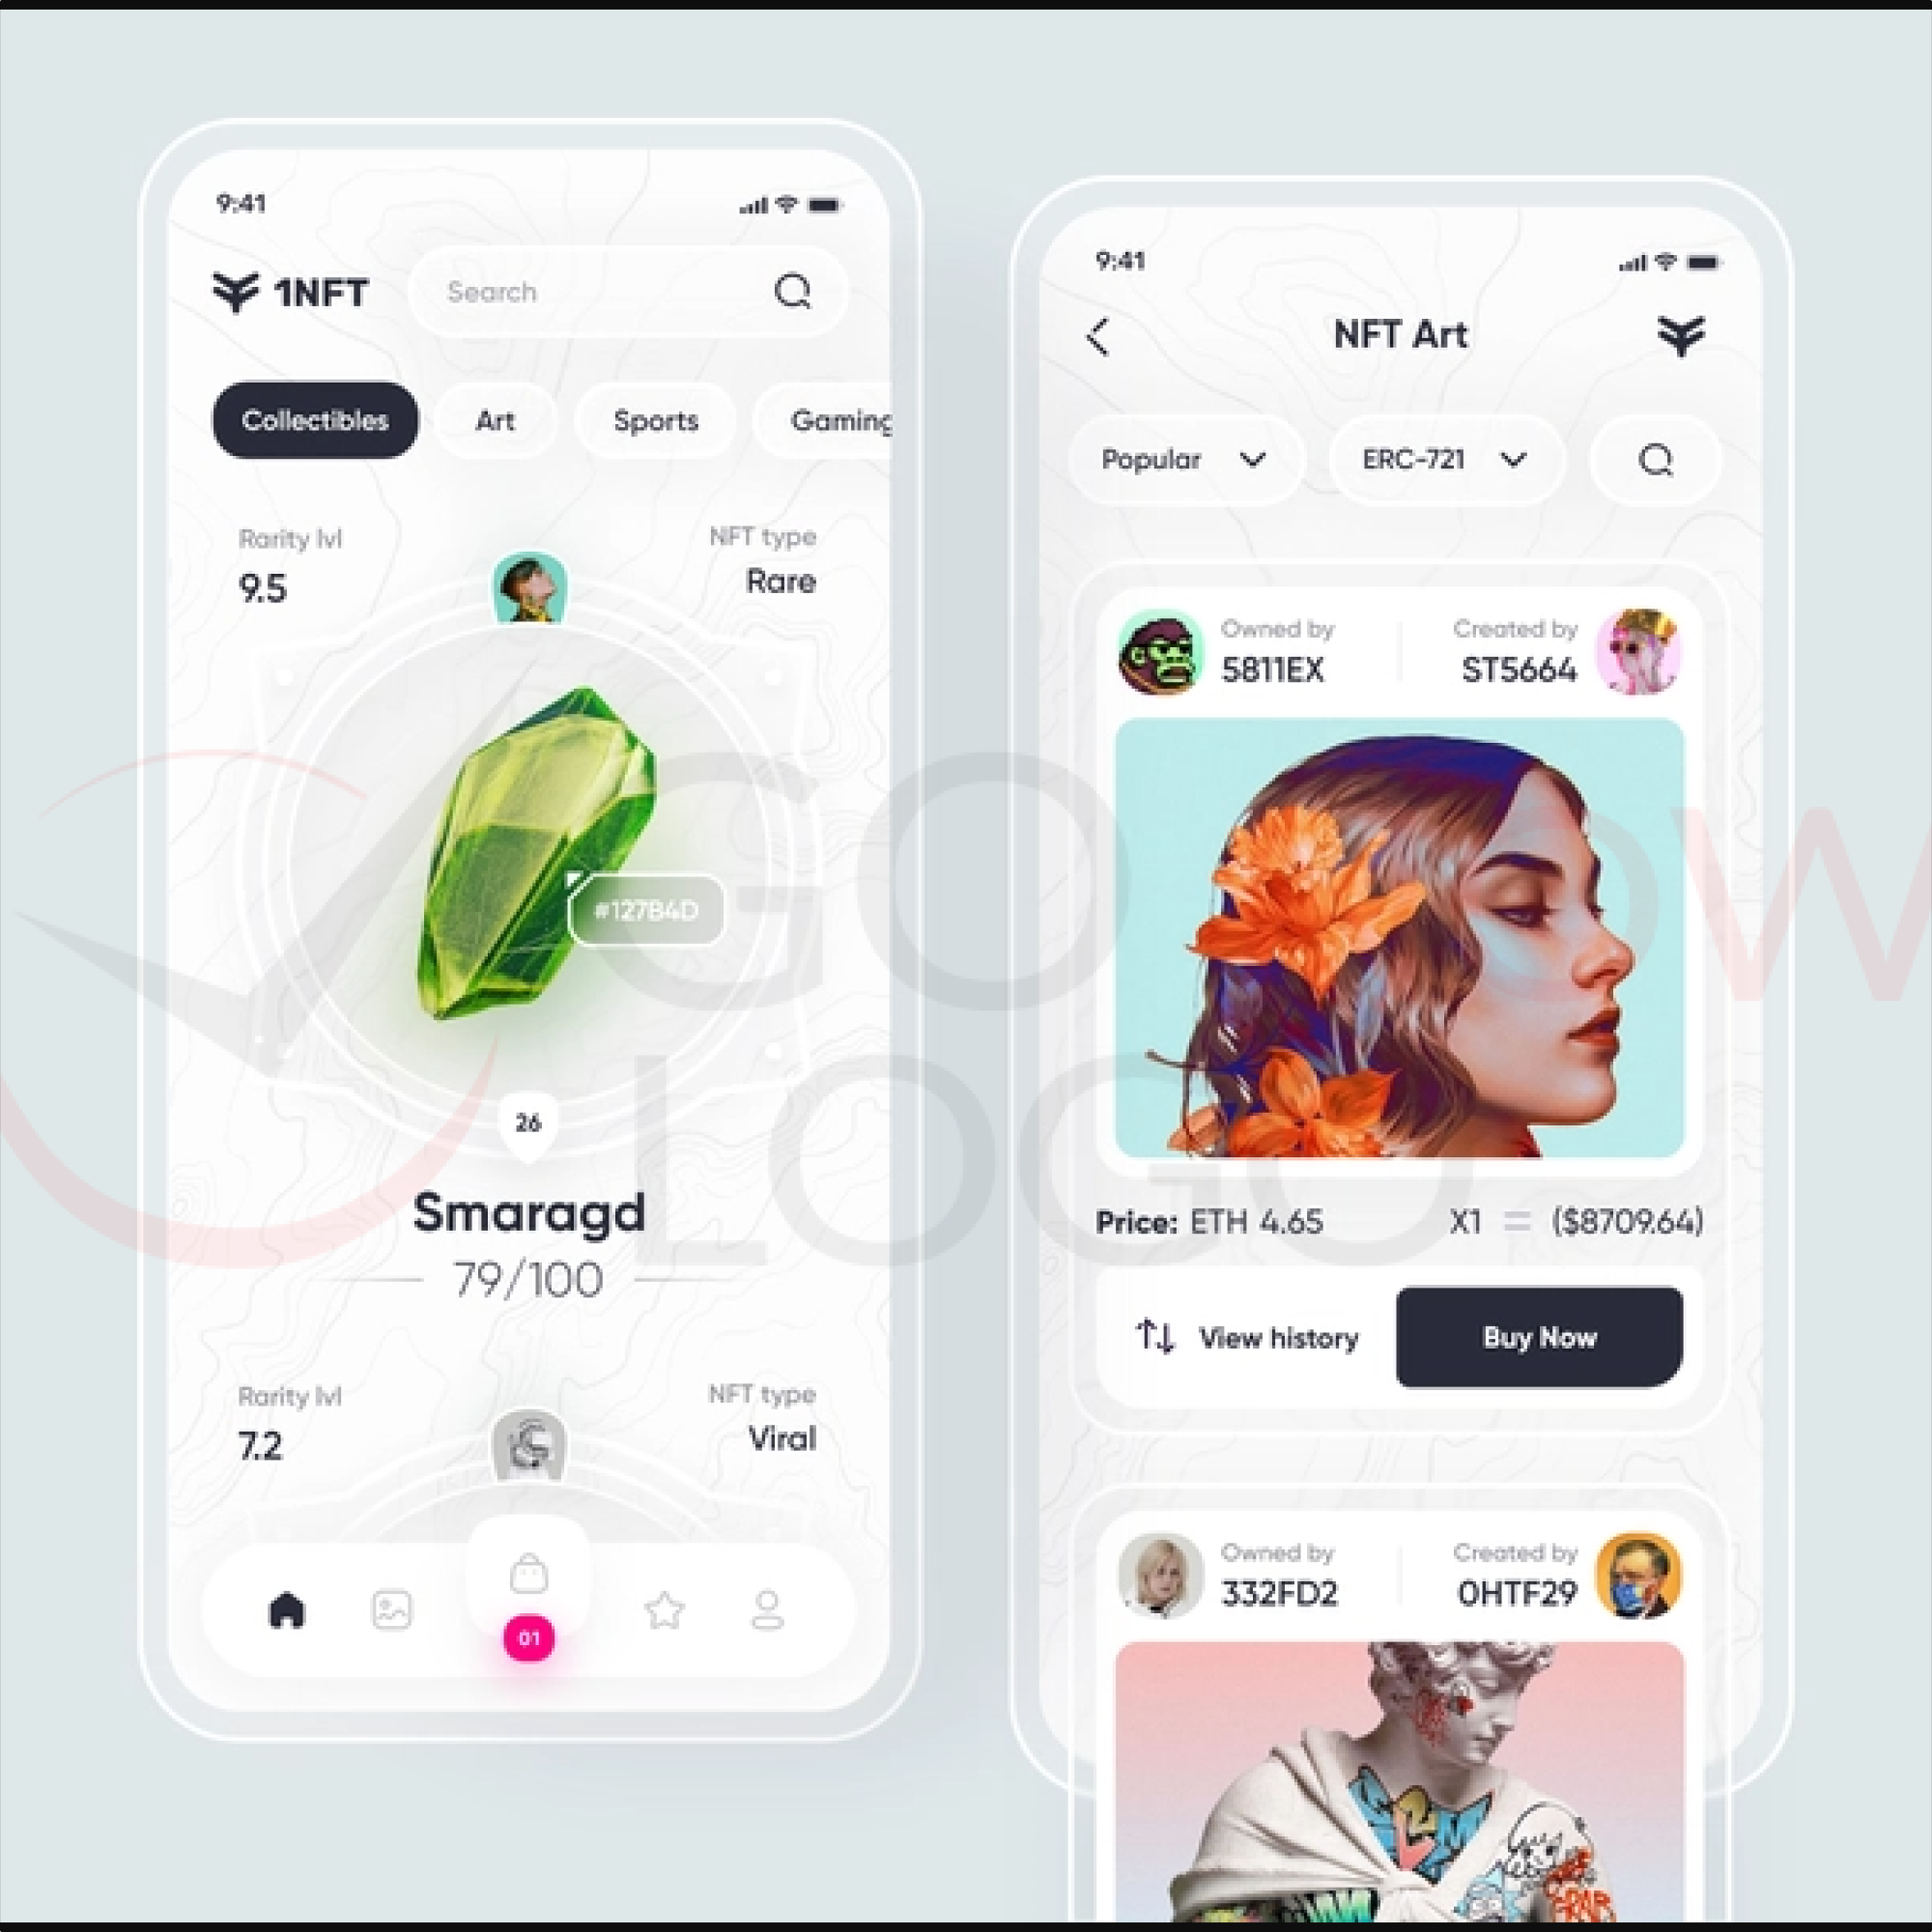 9:41
1NFT
Search
Collectibles
Art
Sports
Gaming
Rarity lvl
9.5
NFT type
Rare
#127B4D
26
Smaragd
79/100
Rarity lvl
7.2
NFT type
Viral
01
9:41
NFT Art
Popular
ERC-721
Owned by
5811EX
Created by
ST5664
Price: ETH 4.65
X1 = ($8709.64)
View history
Buy Now
Owned by
332FD2
Created by
0HTF29
GO
OW
LOGO